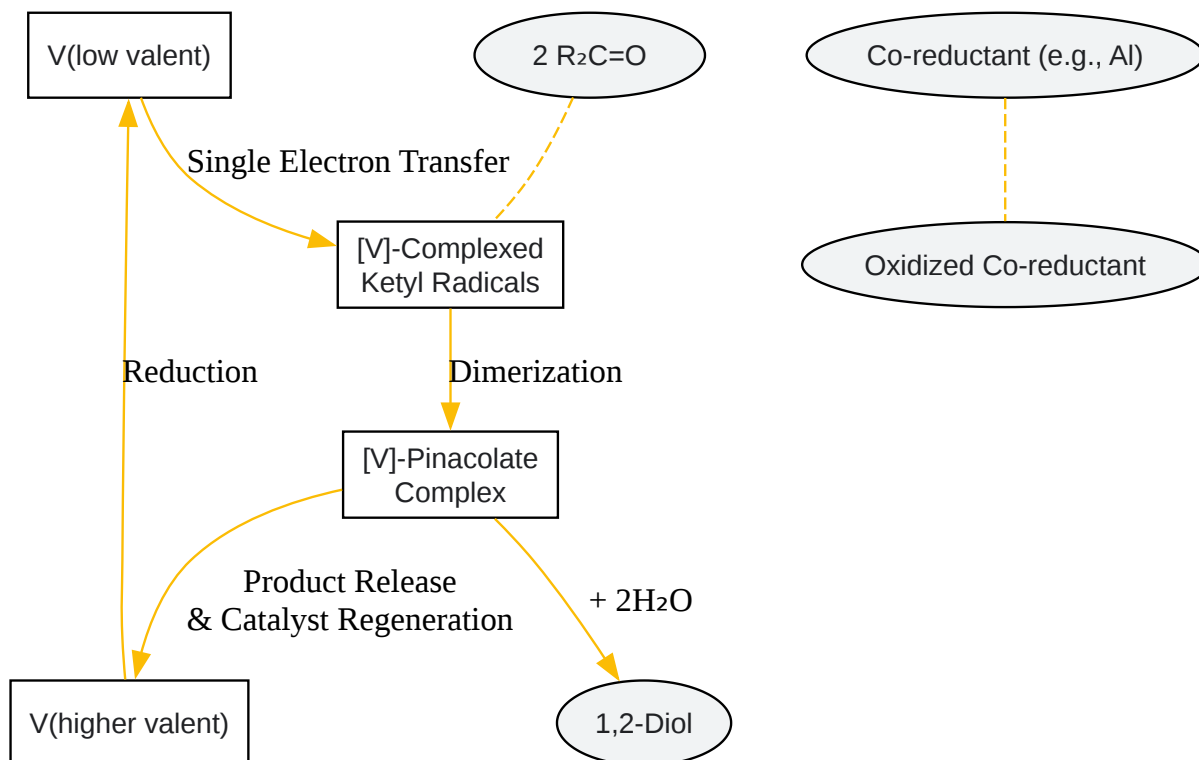 V(low valent)
2 R₂C=O
Co-reductant (e.g., Al)
Single Electron Transfer
[V]-Complexed
Ketyl Radicals
Oxidized Co-reductant
Reduction
Dimerization
[V]-Pinacolate
Complex
Product Release
& Catalyst Regeneration
+ 2H₂O
V(higher valent)
1,2-Diol